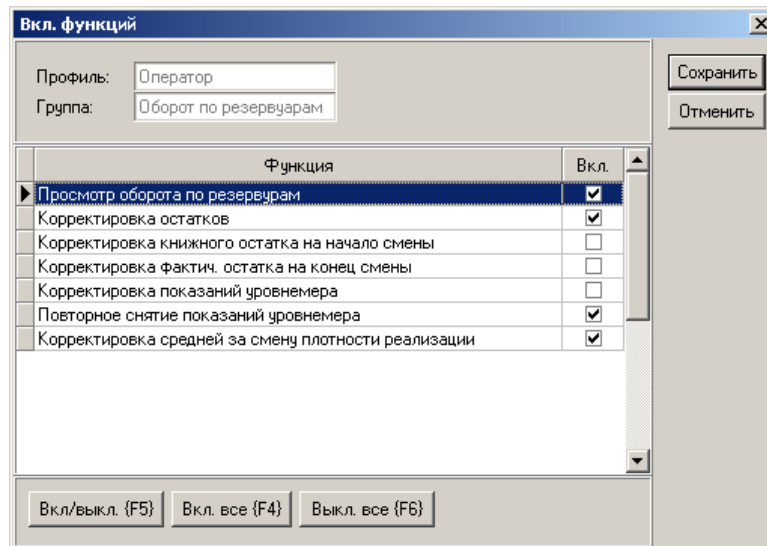 Вкл. функций
Профиль: Оператор
Сохранить
Группа: Оборот по резервуарам
Отменить
Функция Вкл.
Просмотр оборота по резервурам
Корректировка остатков
Корректировка книжного остатка на начало смены
Корректировка фактич. остатка на конец смены
Корректировка показаний уровнемера
Повторное снятие показаний уровнемера
Корректировка средней за смену плотности реализации
Вкл/выкл. {F5} Вкл. все {F4} Выкл. все {F6}